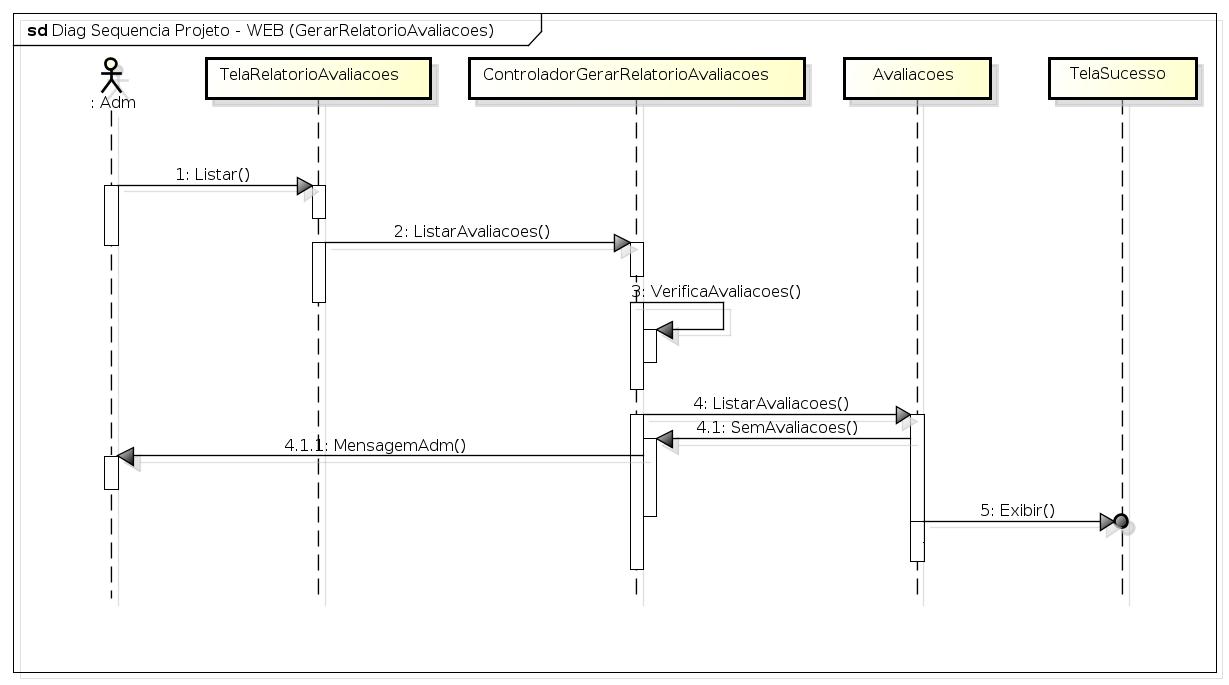 sd Diag Sequencia Projeto - WEB (GerarRelatorioAvaliacoes)
: Adm
TelaRelatorioAvaliacoes
ControladorGerarRelatorioAvaliacoes
Avaliacoes
TelaSucesso
1: Listar()
2: ListarAvaliacoes()
3: VerificaAvaliacoes()
4: ListarAvaliacoes()
4.1: SemAvaliacoes()
4.1.1: MensagemAdm()
5: Exibir()